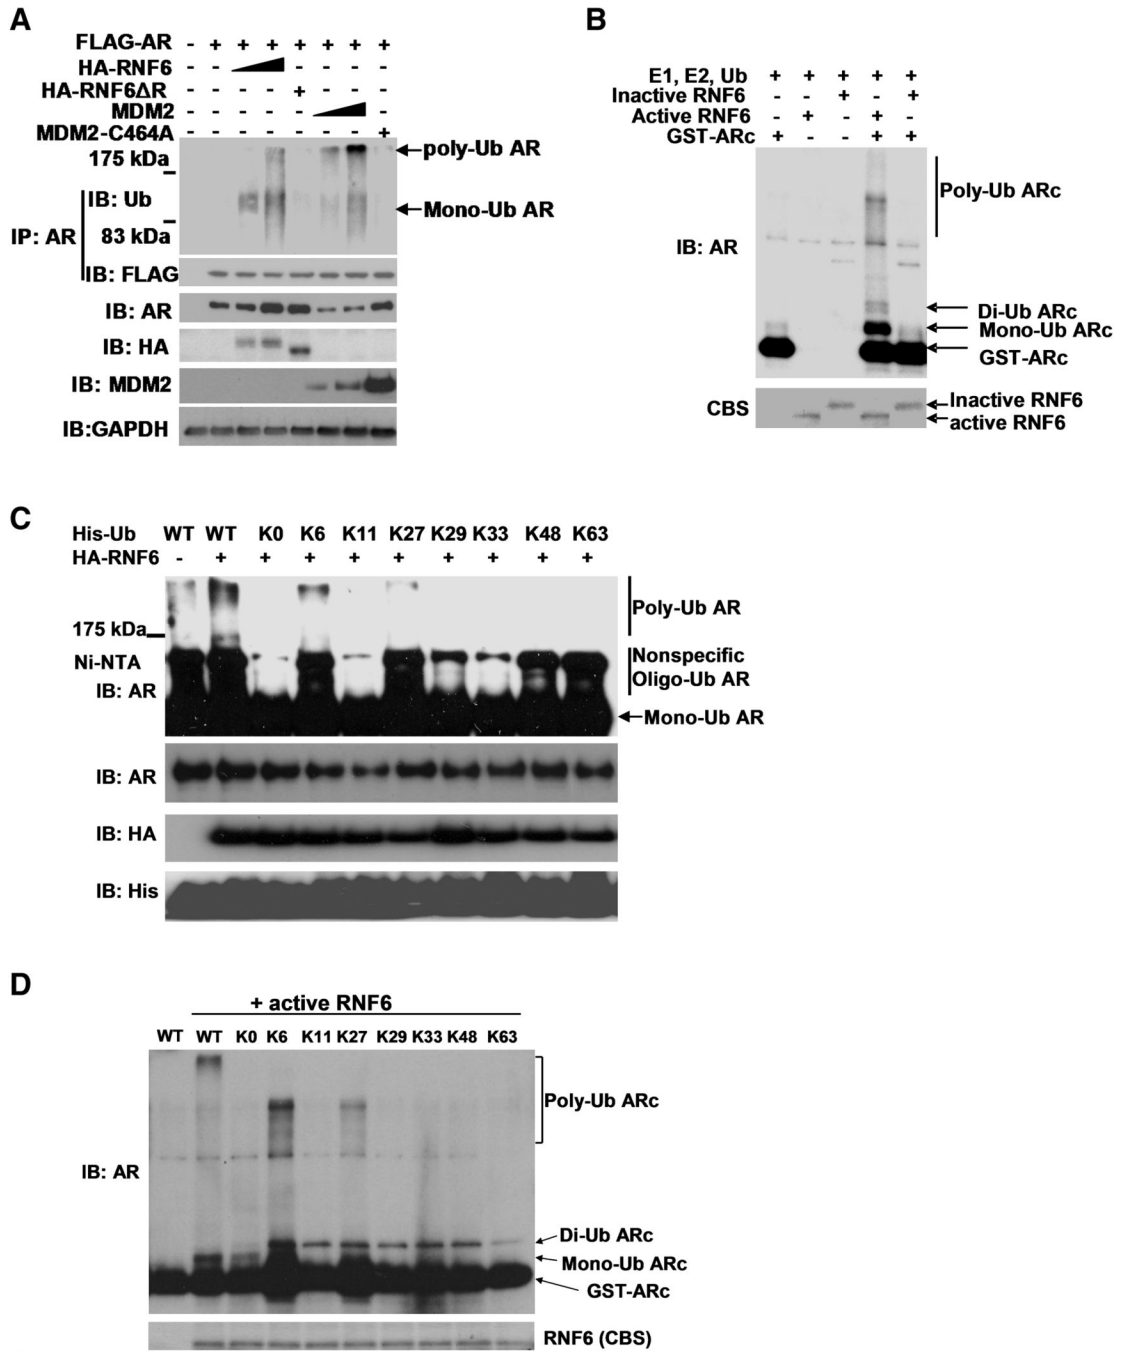 A
FLAG-AR - + + + + + + +
HA-RNF6 - - - - - -
HA-RNF6ΔR - - - - + - - -
MDM2 - - - - - -
MDM2-C464A - - - - - - - +
175 kDa
poly-Ub AR
IB: Ub
Mono-Ub AR
IP: AR
83 kDa
IB: FLAG
IB: AR
IB: HA
IB: MDM2
IB:GAPDH
B
E1, E2, Ub + + + + +
Inactive RNF6 - - + - +
Active RNF6 - + - + -
GST-ARc + - - + +
Poly-Ub ARc
IB: AR
Di-Ub ARc
Mono-Ub ARc
GST-ARc
CBS
Inactive RNF6
active RNF6
C
His-Ub WT WT K0 K6 K11 K27 K29 K33 K48 K63
HA-RNF6 - + + + + + + + + +
Poly-Ub AR
175 kDa
Ni-NTA
Nonspecific
Oligo-Ub AR
IB: AR
Mono-Ub AR
IB: AR
IB: HA
IB: His
D
+ active RNF6
WT WT K0 K6 K11 K27 K29 K33 K48 K63
Poly-Ub ARc
IB: AR
Di-Ub ARc
Mono-Ub ARc
GST-ARc
RNF6 (CBS)